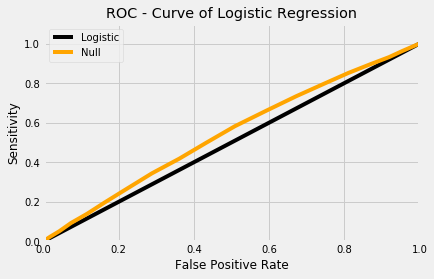 ROC - Curve of Logistic Regression
1.0
Logistic
Null
0.8
0.6
0.4
0.2
0.0
Sensitivity
0.0 0.2 0.4 0.6 0.8 1.0
False Positive Rate